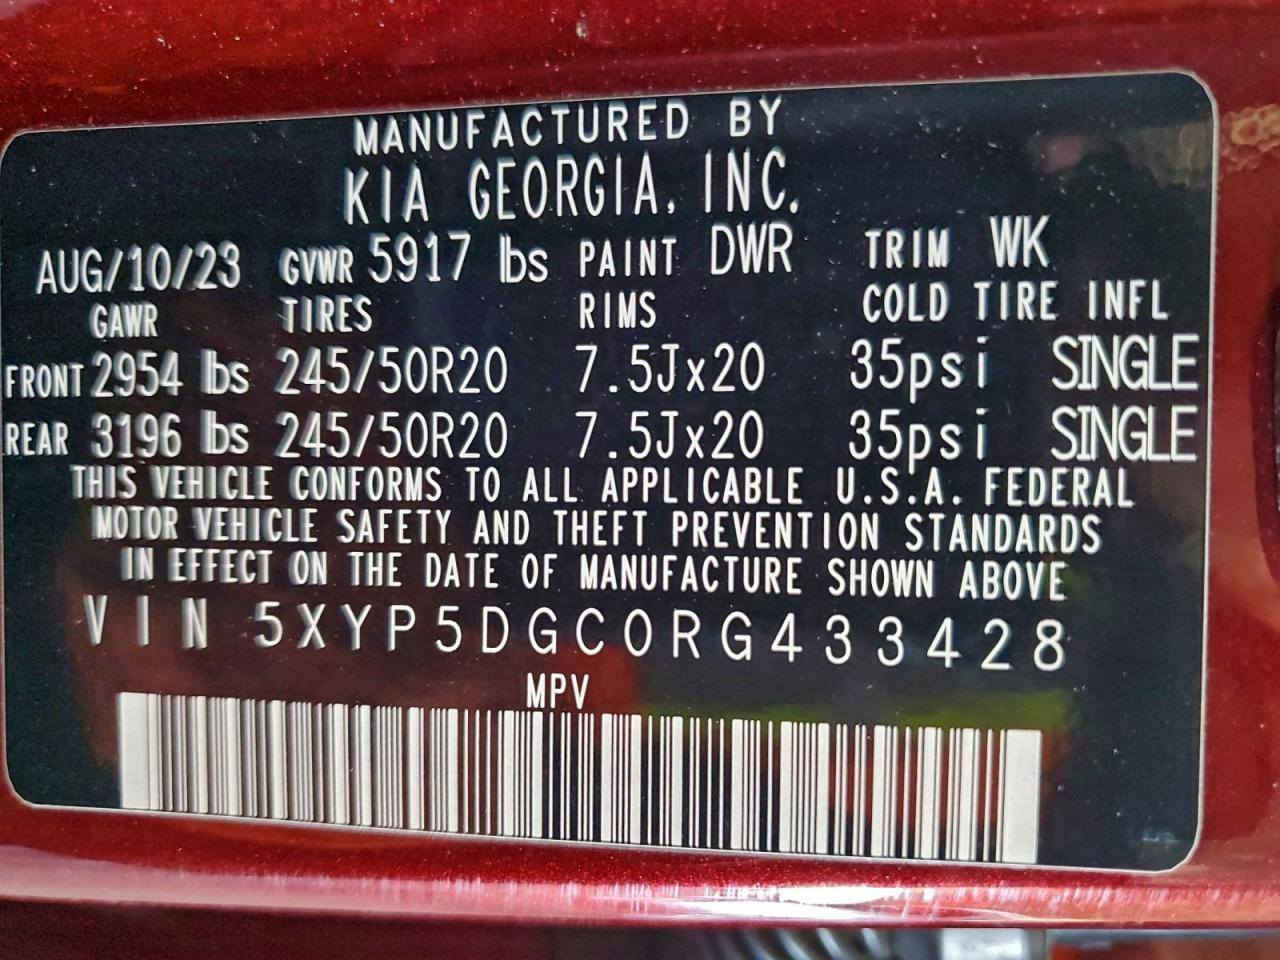 MANUFACTURED BY
KIA GEORGIA, INC.
AUG/10/23 GVWR 5917 lbs PAINT DWR TRIM WK
GAWR TIRES RIMS COLD TIRE INFL
FRONT 2954 lbs 245/50R20 7.5Jx20 35psi SINGLE
REAR 3196 lbs 245/50R20 7.5Jx20 35psi SINGLE
THIS VEHICLE CONFORMS TO ALL APPLICABLE U.S.A. FEDERAL
MOTOR VEHICLE SAFETY AND THEFT PREVENTION STANDARDS
IN EFFECT ON THE DATE OF MANUFACTURE SHOWN ABOVE
VIN 5XYP5DGC0RG433428
MPV